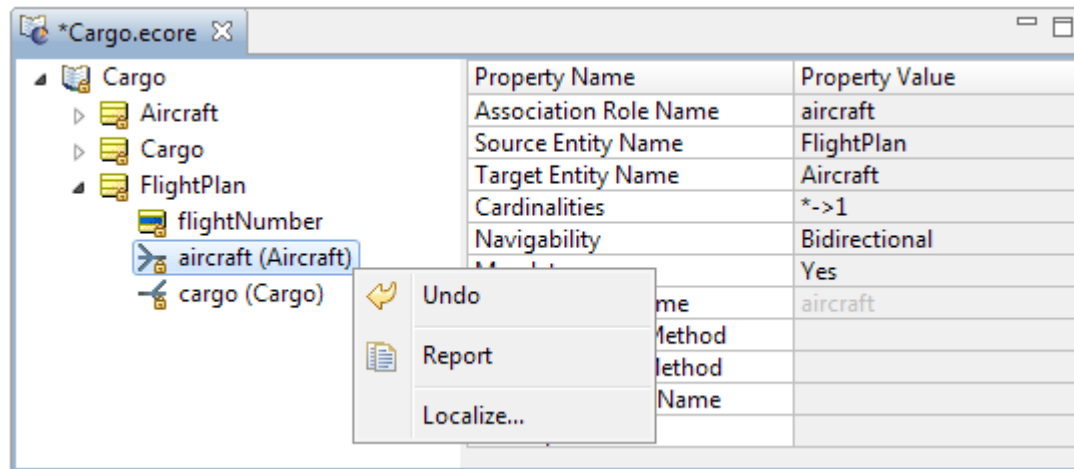 *Cargo.ecore
Cargo
Aircraft
Cargo
FlightPlan
flightNumber
aircraft (Aircraft)
cargo (Cargo)
Property Name Property Value
Association Role Name aircraft
Source Entity Name FlightPlan
Target Entity Name Aircraft
Cardinalities *->1
Navigability Bidirectional
Yes
me aircraft
Method
lethod
Name
Undo
Report
Localize...